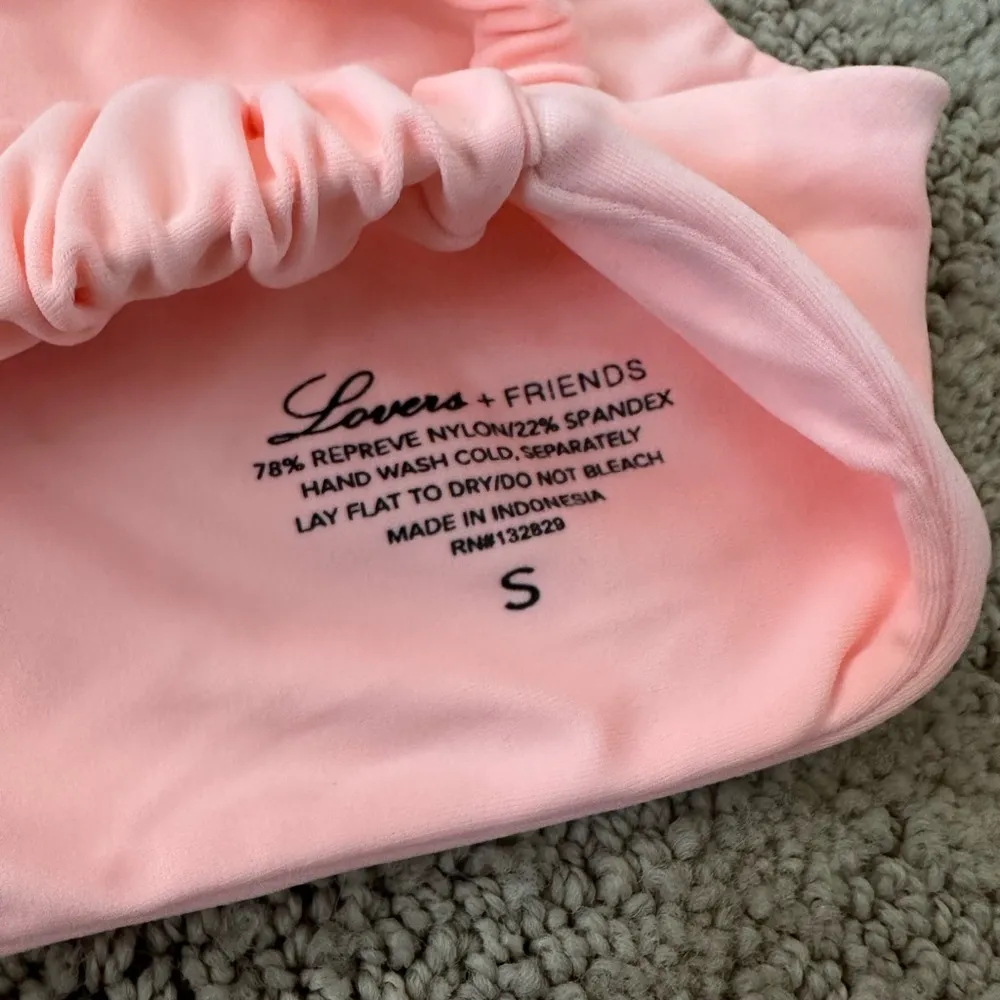 Lovers + FRIENDS
78% REPREVE NYLON/22% SPANDEX
HAND WASH COLD, SEPARATELY
LAY FLAT TO DRY/DO NOT BLEACH
MADE IN INDONESIA
RN#132829
S